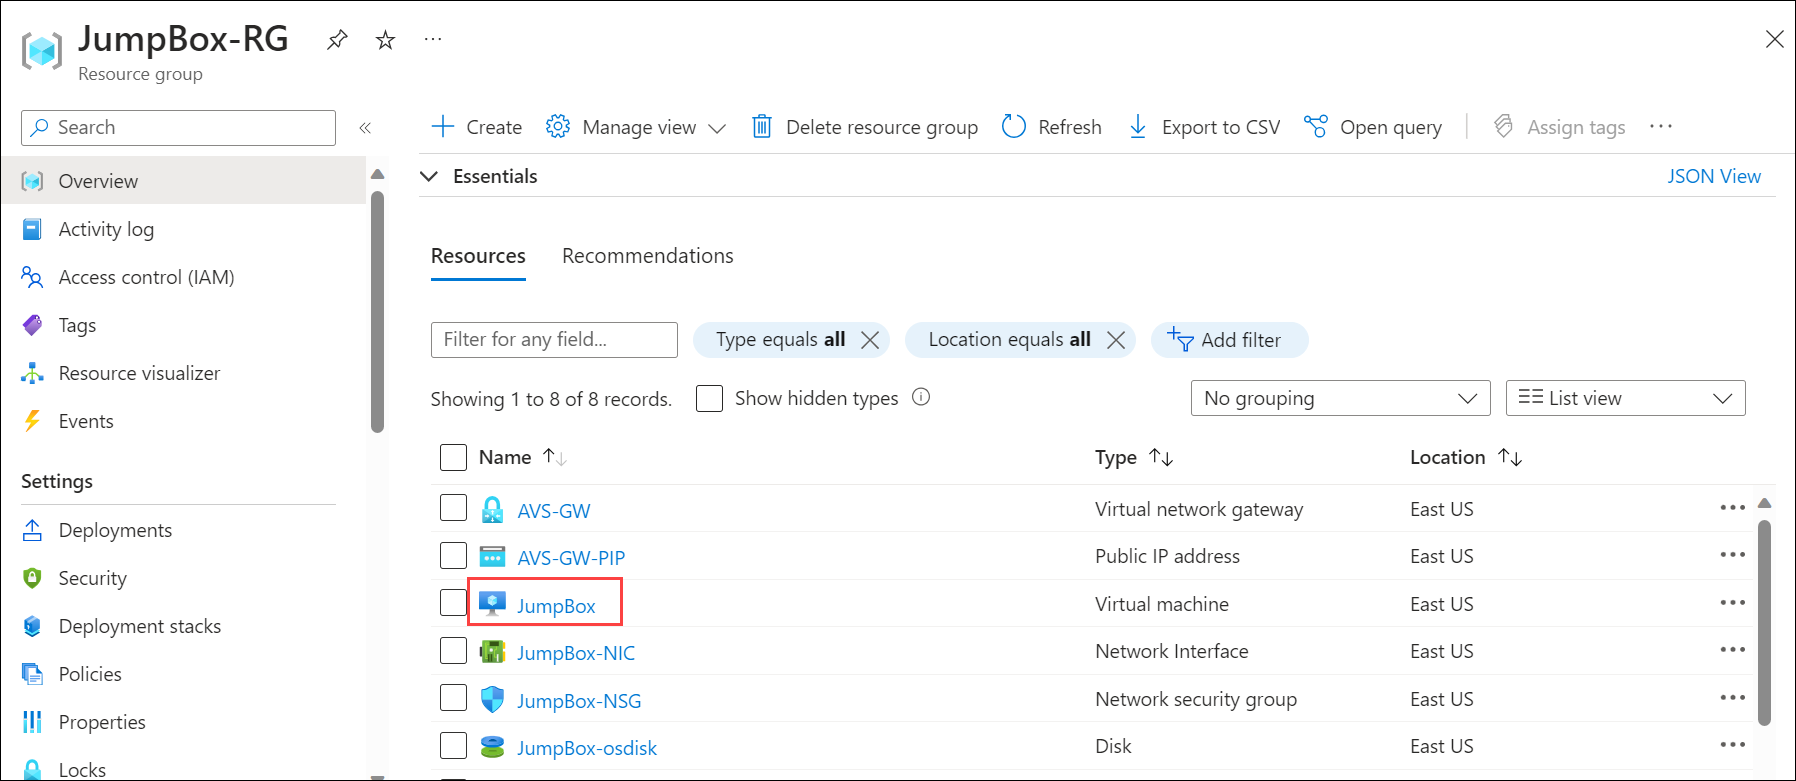 JumpBox-RG
Resource group
Search
Create
Manage view
Delete resource group
Refresh
Export to CSV
Open query
Assign tags
Overview
Activity log
Access control (IAM)
Tags
Resource visualizer
Events
Settings
Deployments
Security
Deployment stacks
Policies
Properties
Locks
Essentials
JSON View
Resources
Recommendations
Filter for any field...
Type equals all
Location equals all
Add filter
Showing 1 to 8 of 8 records.
Show hidden types
No grouping
List view
Name Type Location
AVS-GW Virtual network gateway East US
AVS-GW-PIP Public IP address East US
JumpBox Virtual machine East US
JumpBox-NIC Network Interface East US
JumpBox-NSG Network security group East US
JumpBox-osdisk Disk East US